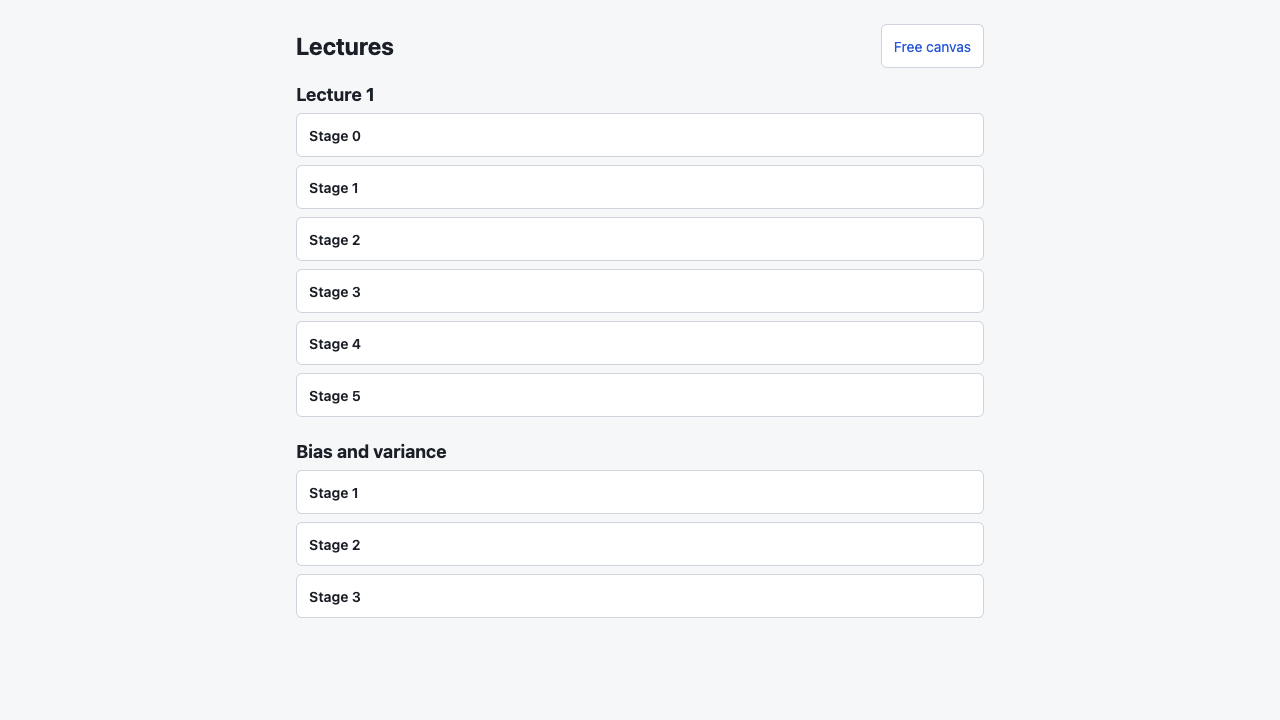 Lectures
Free canvas
Lecture 1
Stage 0
Stage 1
Stage 2
Stage 3
Stage 4
Stage 5
Bias and variance
Stage 1
Stage 2
Stage 3